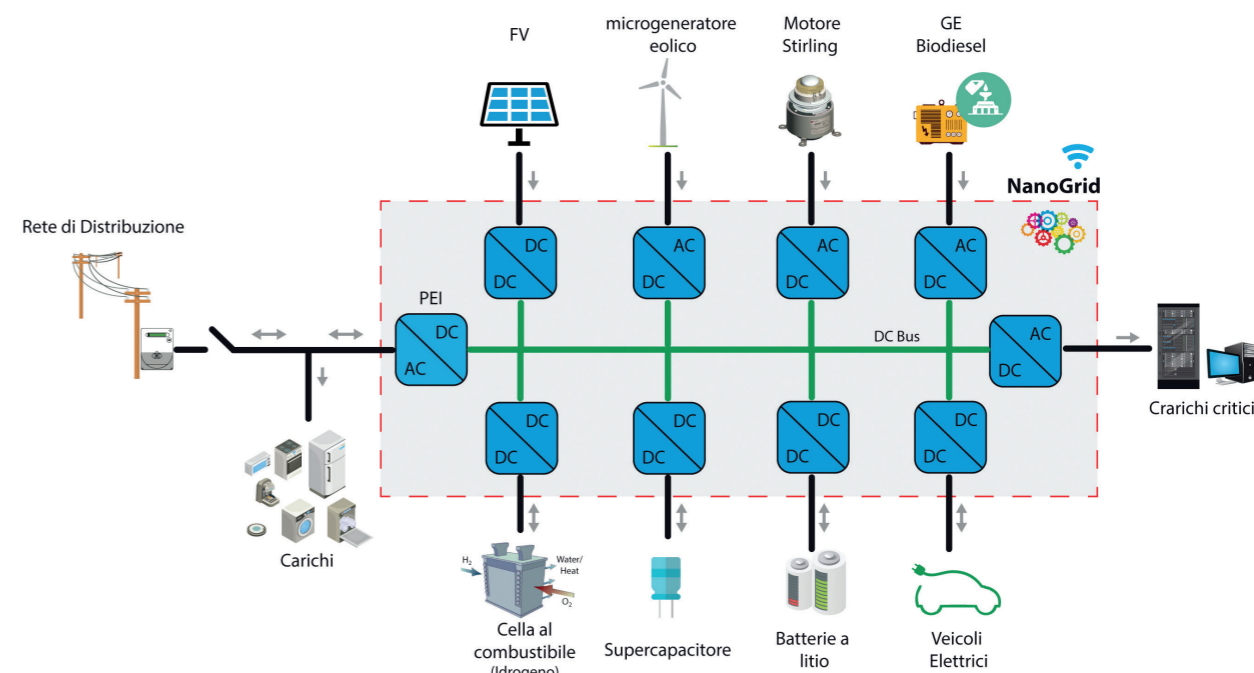 FV
microgeneratore
eolico
Motore
Stirling
GE
Biodiesel
NanoGrid
Rete di Distribuzione
DC
DC
AC
DC
AC
DC
AC
DC
PEI
DC
AC
DC Bus
AC
DC
DC
DC
DC
DC
DC
DC
DC
DC
Crarichi critici
Carichi
H2
Water/
Heat
O2
Cella al
combustibile
(Idrogeno)
Supercapacitore
Batterie a
litio
Veicoli
Elettrici